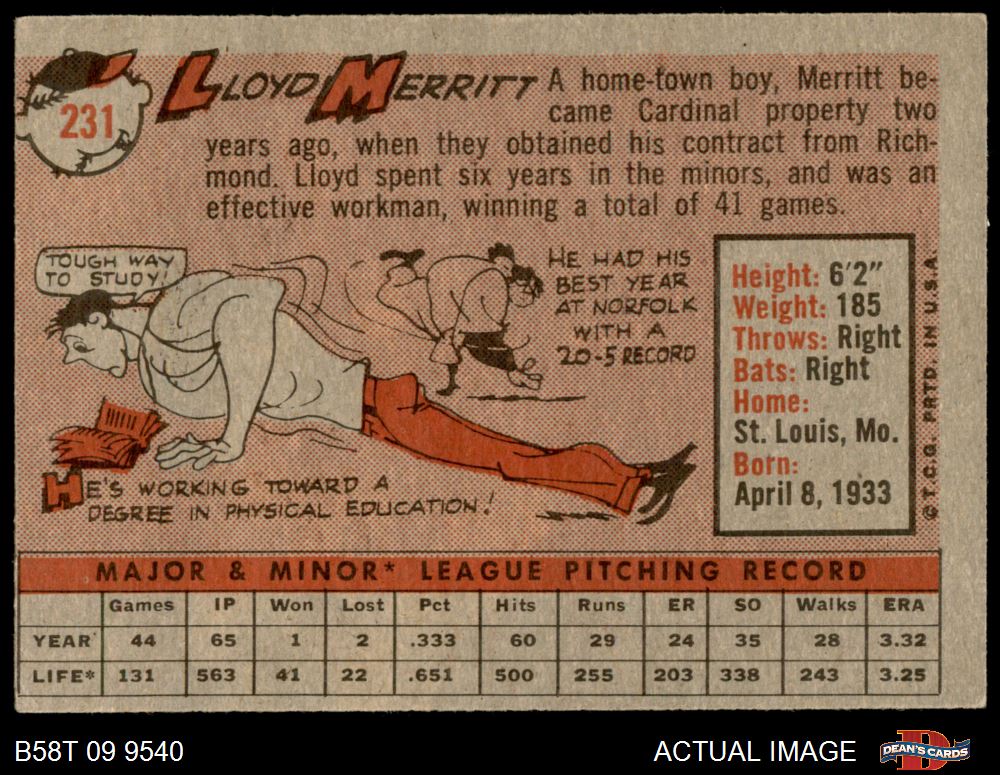 231
LLOYD MERRITT
A home-town boy, Merritt be-
came Cardinal property two
years ago, when they obtained his contract from Rich-
mond. Lloyd spent six years in the minors, and was an
effective workman, winning a total of 41 games.
TOUGH WAY
TO STUDY!
HE HAD HIS
BEST YEAR
AT NORFOLK
WITH A
20-5 RECORD
HE'S WORKING TOWARD A
DEGREE IN PHYSICAL EDUCATION.
Height: 6'2"
Weight: 185
Throws: Right
Bats: Right
Home:
St. Louis, Mo.
Born:
April 8, 1933
© T.C.G. PRTD. IN U.S.A.
MAJOR & MINOR* LEAGUE PITCHING RECORD
Games IP Won Lost Pct Hits Runs ER SO Walks ERA
YEAR 44 65 1 2 .333 60 29 24 35 28 3.32
LIFE* 131 563 41 22 .651 500 255 203 338 243 3.25
B58T 09 9540
ACTUAL IMAGE
D
DEAN'S CARDS